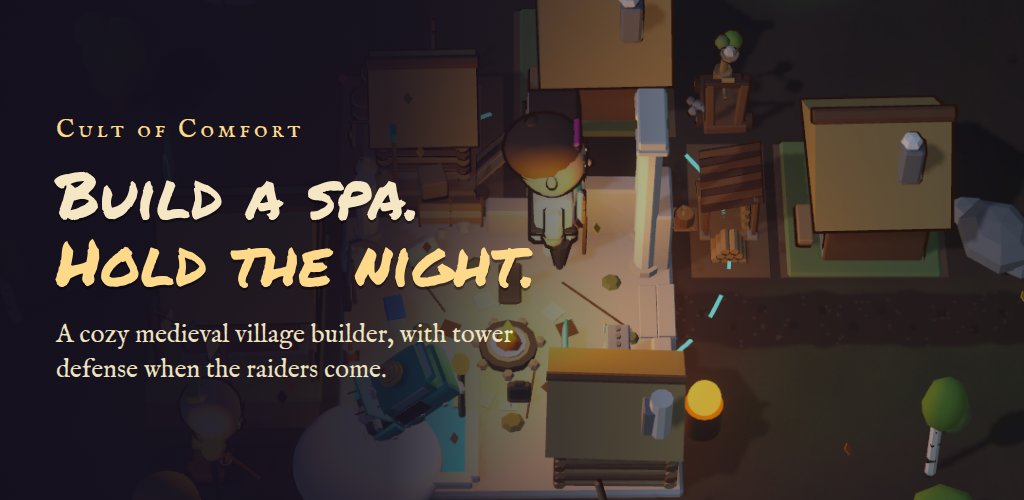 Cult of Comfort
Build a spa.
Hold the night.
A cozy medieval village builder, with tower
defense when the raiders come.